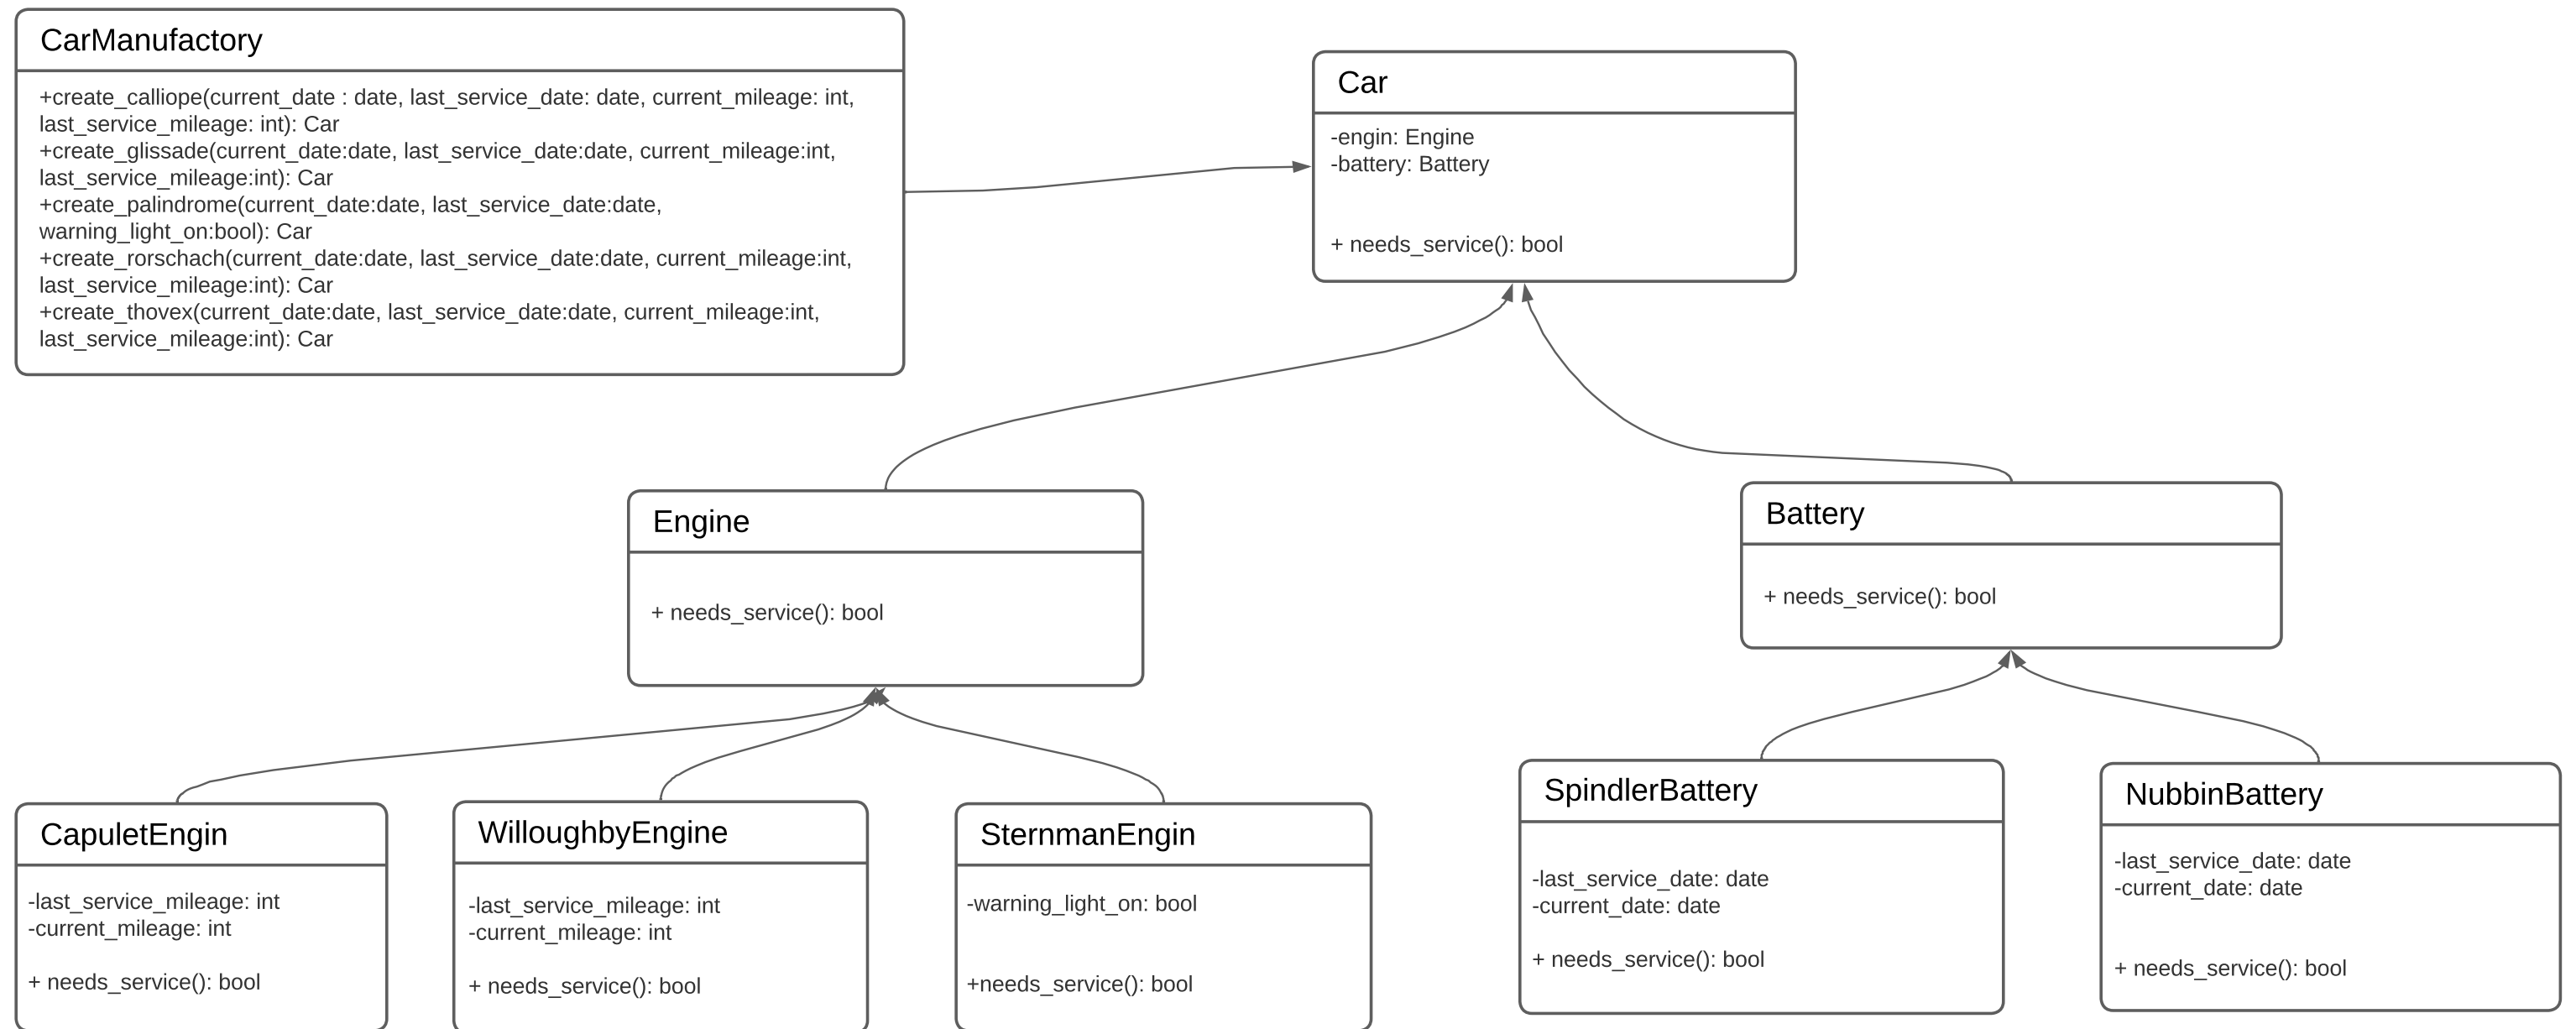 CarManufactory
+create_calliope(current_date : date, last_service_date: date, current_mileage: int,
last_service_mileage: int): Car
+create_glissade(current_date:date, last_service_date:date, current_mileage:int,
last_service_mileage:int): Car
+create_palindrome(current_date:date, last_service_date:date,
warning_light_on:bool): Car
+create_rorschach(current_date:date, last_service_date:date, current_mileage:int,
last_service_mileage:int): Car
+create_thovex(current_date:date, last_service_date:date, current_mileage:int,
last_service_mileage:int): Car
Car
-engin: Engine
-battery: Battery
+ needs_service(): bool
Engine
+ needs_service(): bool
Battery
+ needs_service(): bool
CapuletEngin
-last_service_mileage: int
-current_mileage: int
+ needs_service(): bool
WilloughbyEngine
-last_service_mileage: int
-current_mileage: int
+ needs_service(): bool
SternmanEngin
-warning_light_on: bool
+needs_service(): bool
SpindlerBattery
-last_service_date: date
-current_date: date
+ needs_service(): bool
NubbinBattery
-last_service_date: date
-current_date: date
+ needs_service(): bool